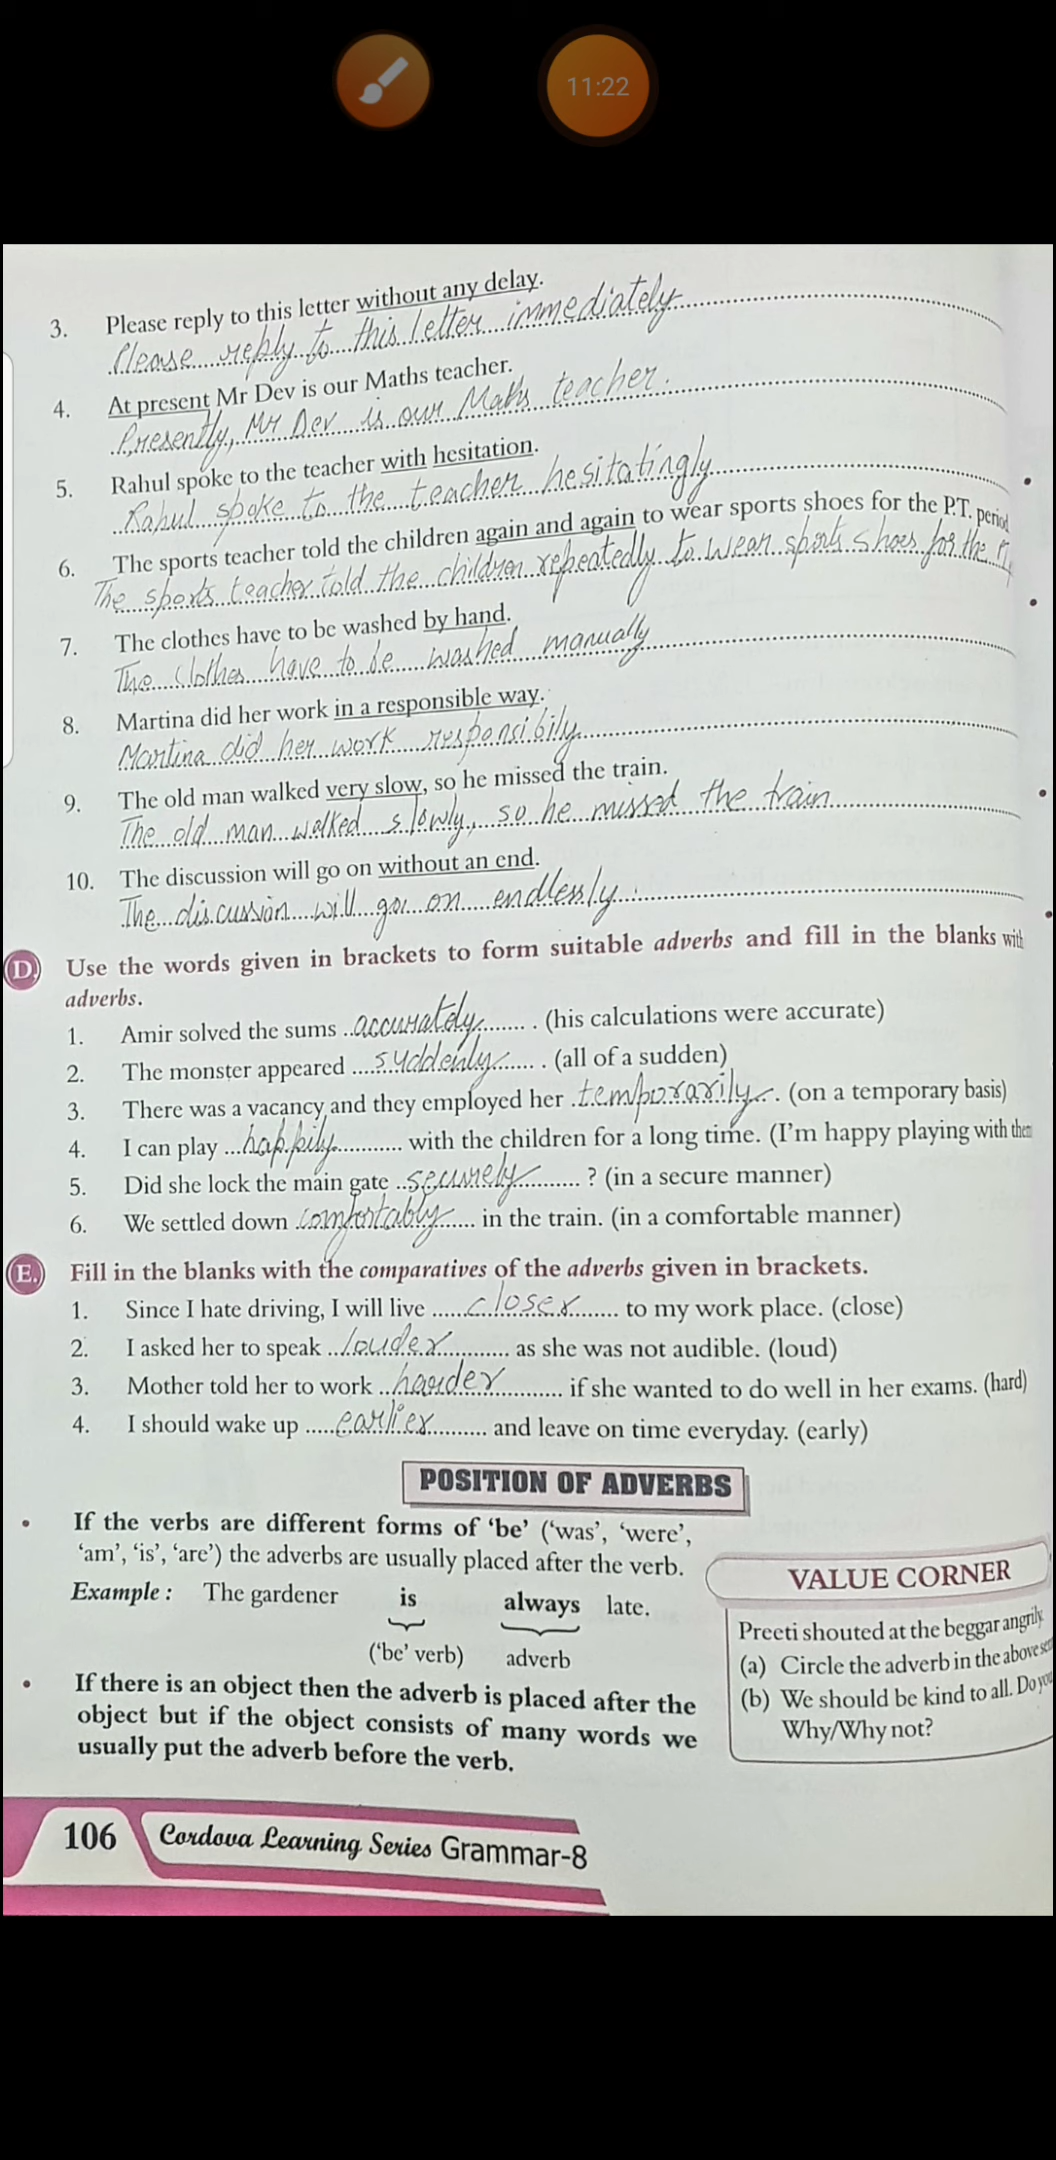 11:22
3. Please reply to this letter without any delay.
Please reply to this letter immediately
4. At present Mr Dev is our Maths teacher.
Presently, Mr Dev is our Maths teacher.
5. Rahul spoke to the teacher with hesitation.
Rahul spoke to the teacher hesitatingly
6. The sports teacher told the children again and again to wear sports shoes for the P.T. period
The sports teacher told the children repeatedly to wear sports shoes for the
7. The clothes have to be washed by hand.
The clothes have to be washed manually
8. Martina did her work in a responsible way.
Martina did her work responsibily
9. The old man walked very slow, so he missed the train.
The old man walked slowly, so he missed the train
10. The discussion will go on without an end.
The discussion will go on endlessly.
D. Use the words given in brackets to form suitable adverbs and fill in the blanks with
adverbs.
1. Amir solved the sums accurately. (his calculations were accurate)
2. The monster appeared suddenly. (all of a sudden)
3. There was a vacancy and they employed her temporarily. (on a temporary basis)
4. I can play happily with the children for a long time. (I'm happy playing with them
5. Did she lock the main gate securely ? (in a secure manner)
6. We settled down comfortably in the train. (in a comfortable manner)
E. Fill in the blanks with the comparatives of the adverbs given in brackets.
1. Since I hate driving, I will live closer to my work place. (close)
2. I asked her to speak louder as she was not audible. (loud)
3. Mother told her to work harder if she wanted to do well in her exams. (hard)
4. I should wake up earlier and leave on time everyday. (early)
POSITION OF ADVERBS
• If the verbs are different forms of 'be' ('was', 'were',
'am', 'is', 'are') the adverbs are usually placed after the verb.
Example : The gardener is always late.
('be' verb) adverb
• If there is an object then the adverb is placed after the
object but if the object consists of many words we
usually put the adverb before the verb.
VALUE CORNER
Preeti shouted at the beggar angrily.
(a) Circle the adverb in the above
(b) We should be kind to all. Do you
Why/Why not?
106 Cordova Learning Series Grammar-8